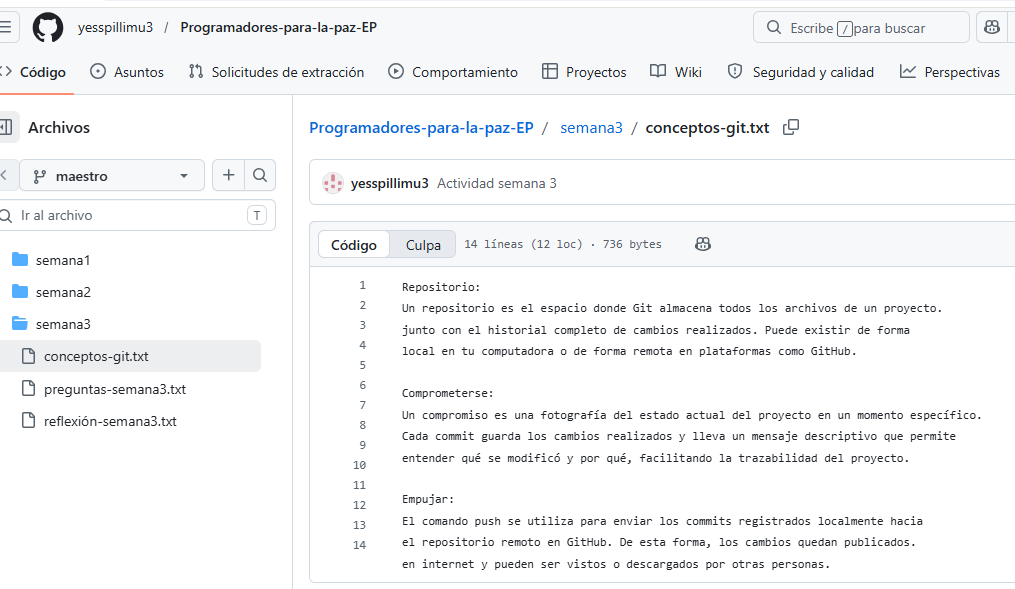 yesspillimu3 / Programadores-para-la-paz-EP
Escribe / para buscar
Código Asuntos Solicitudes de extracción Comportamiento Proyectos Wiki Seguridad y calidad Perspectivas
Archivos
maestro
Ir al archivo T
semana1
semana2
semana3
conceptos-git.txt
preguntas-semana3.txt
reflexión-semana3.txt
Programadores-para-la-paz-EP / semana3 / conceptos-git.txt
yesspillimu3 Actividad semana 3
Código Culpa 14 líneas (12 loc) · 736 bytes
1 Repositorio:
2 Un repositorio es el espacio donde Git almacena todos los archivos de un proyecto.
3 junto con el historial completo de cambios realizados. Puede existir de forma
4 local en tu computadora o de forma remota en plataformas como GitHub.
5
6 Comprometerse:
7 Un compromiso es una fotografía del estado actual del proyecto en un momento específico.
8 Cada commit guarda los cambios realizados y lleva un mensaje descriptivo que permite
9 entender qué se modificó y por qué, facilitando la trazabilidad del proyecto.
10
11 Empujar:
12 El comando push se utiliza para enviar los commits registrados localmente hacia
13 el repositorio remoto en GitHub. De esta forma, los cambios quedan publicados.
14 en internet y pueden ser vistos o descargados por otras personas.